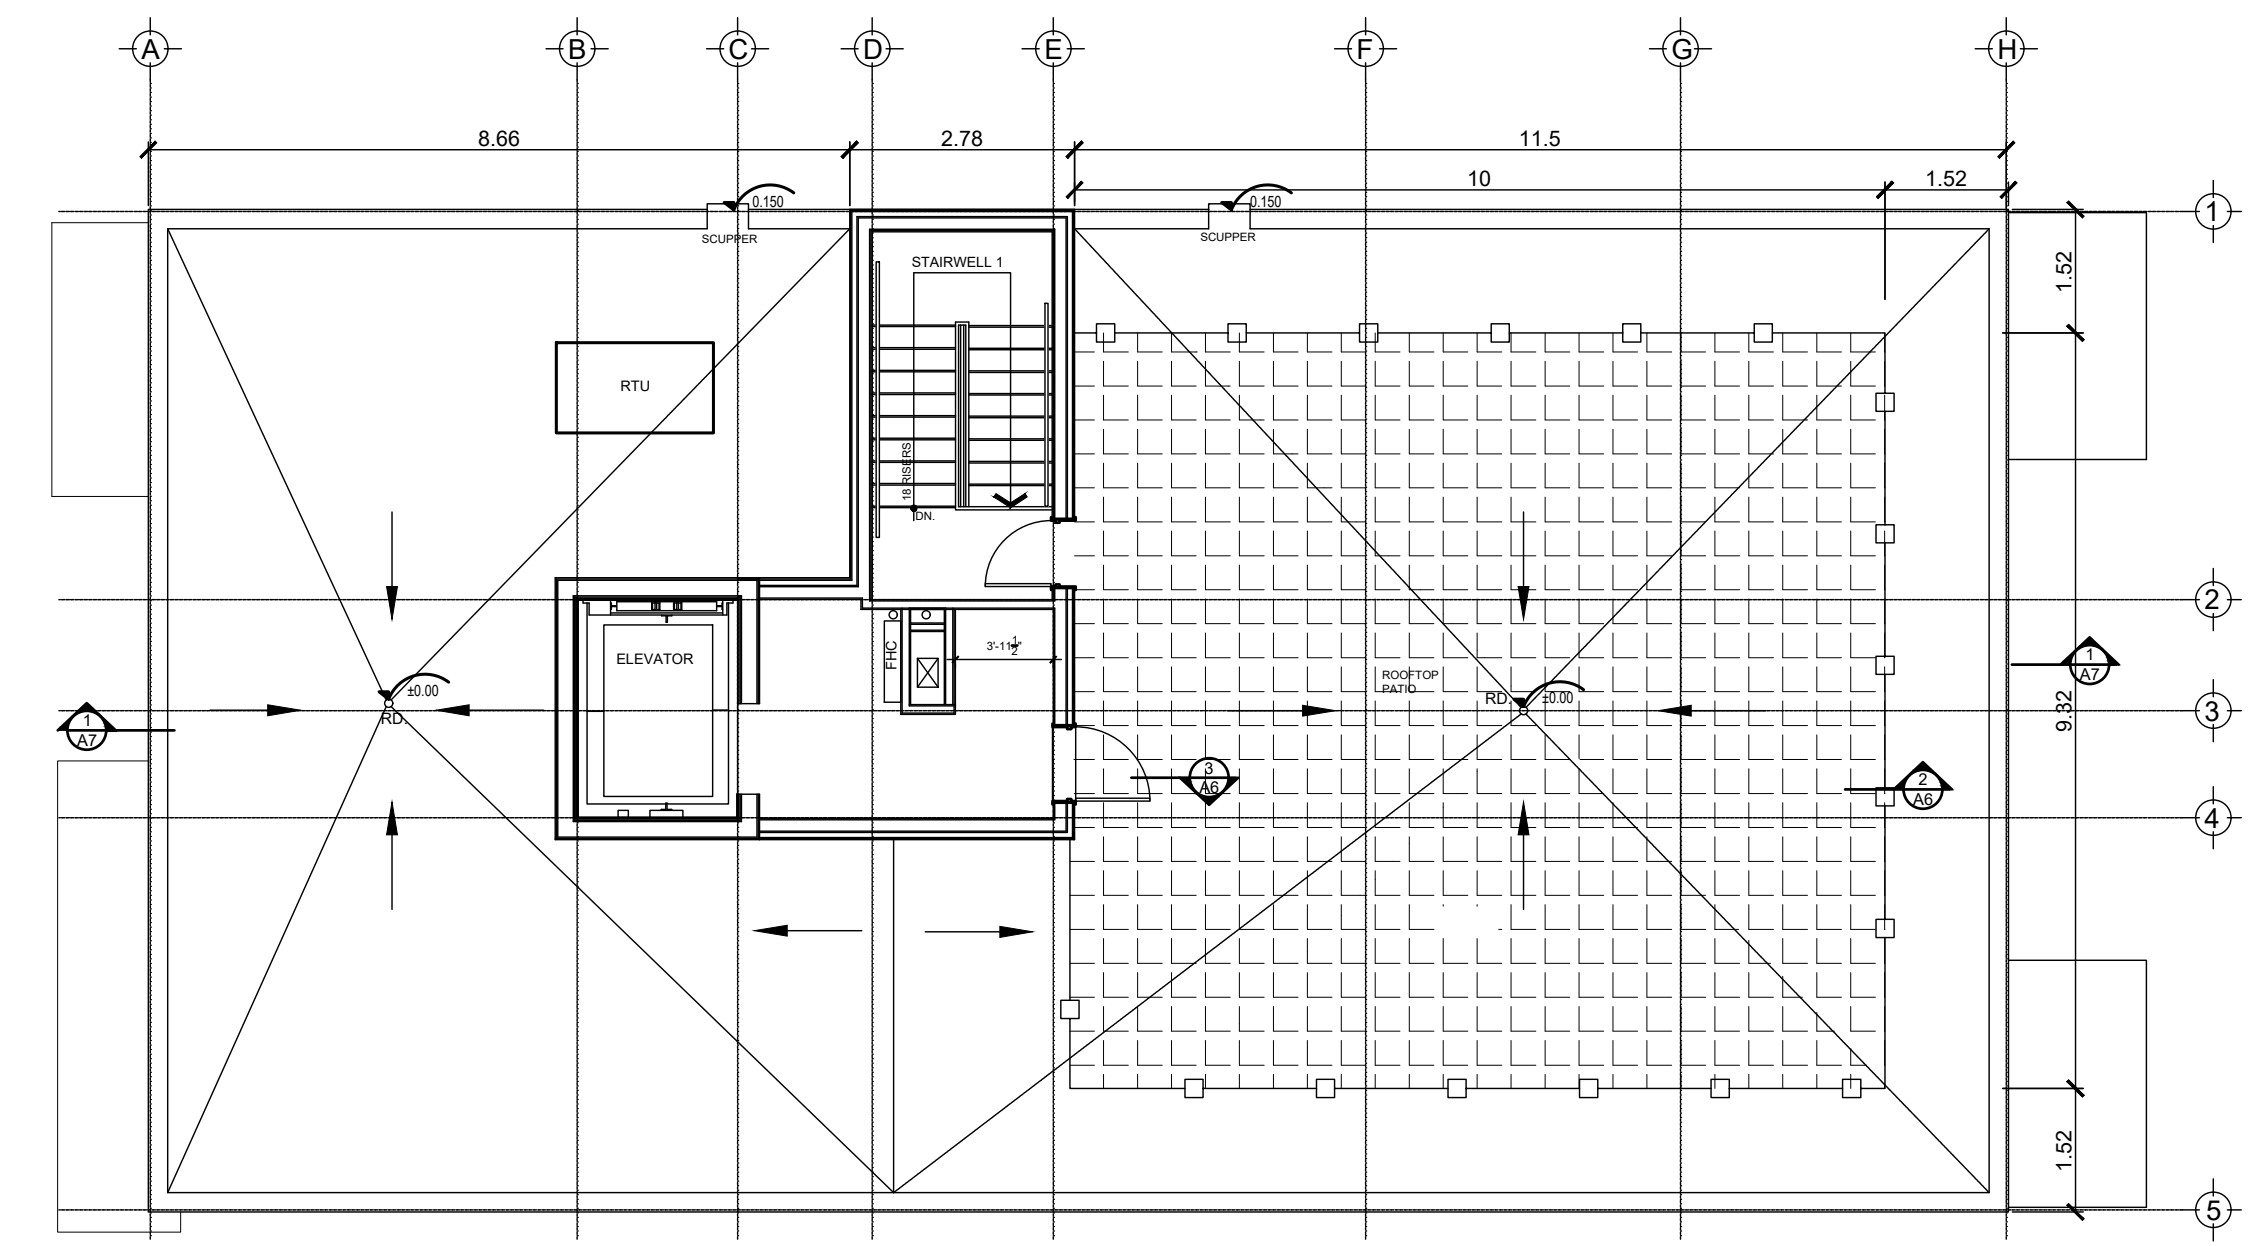 A B C D E F G H
8.66 2.78 11.5
10 1.52
0.150 0.150
SCUPPER SCUPPER
1
STAIRWELL 1
1.52
RTU
18 RISERS
DN.
2
ELEVATOR
FHC
3'-11 1/2"
ROOFTOP
PATIO
1
A7
±0.00
RD.
RD.
±0.00
9.32
3
1
A7
3
A6
2
A6
4
1.52
5